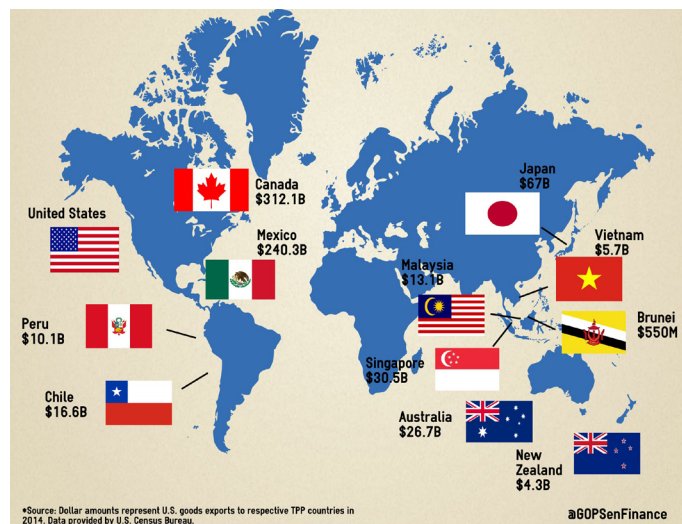 Canada
$312.1B
Japan
$67B
United States
Mexico
$240.3B
Vietnam
$5.7B
Malaysia
$13.1B
Peru
$10.1B
Brunei
$550M
Singapore
$30.5B
Chile
$16.6B
Australia
$26.7B
New
Zealand
$4.3B
*Source: Dollar amounts represent U.S. goods exports to respective TPP countries in
2014. Data provided by U.S. Census Bureau.
@GOPSenFinance